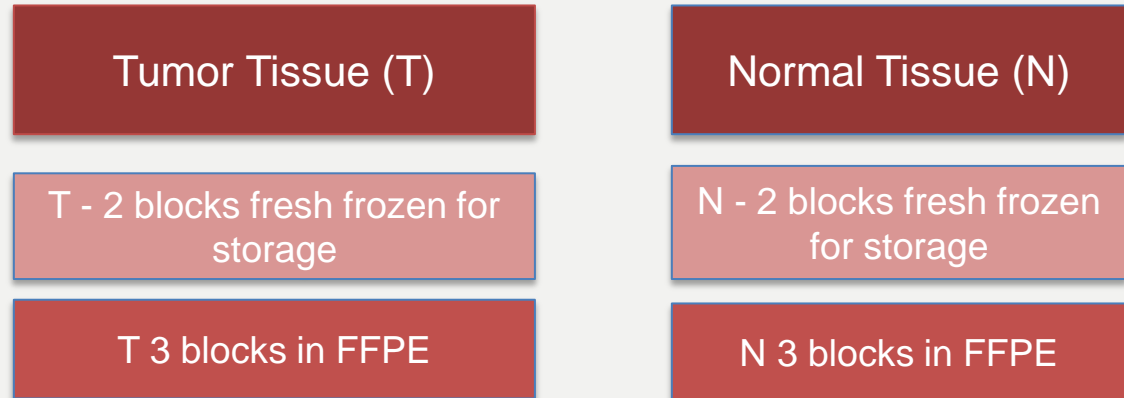 Tumor Tissue (T)
Normal Tissue (N)
T - 2 blocks fresh frozen for
storage
N - 2 blocks fresh frozen
for storage
T 3 blocks in FFPE
N 3 blocks in FFPE